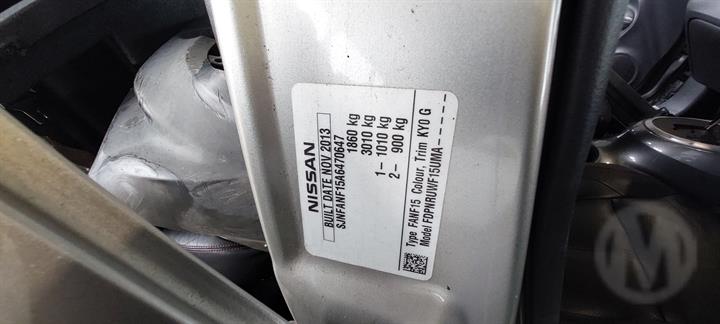 NISSAN
BUILT DATE NOV 2013
SJNFANF15A6470647
1860 kg
3010 kg
1- 1010 kg
2- 900 kg
Type FANF15 Colour, Trim KY0 G
Model FDPNRUWF15UMA-----
M